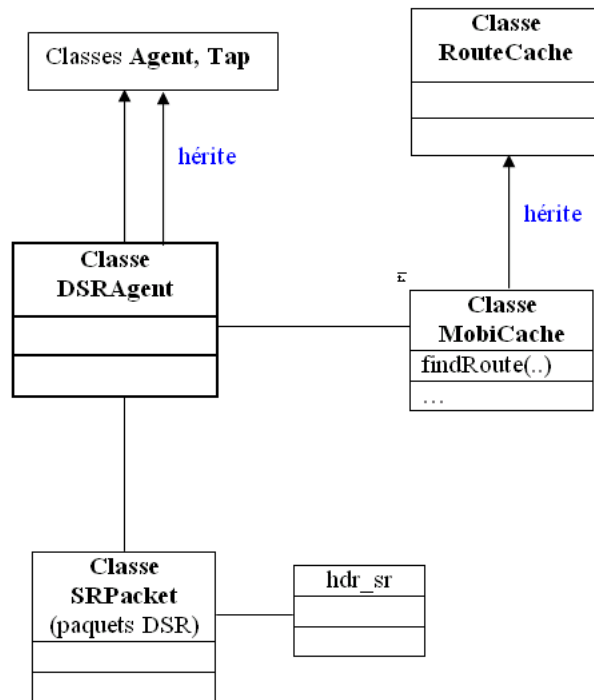 Classes Agent, Tap
Classe
RouteCache
hérite
hérite
Classe
DSRAgent
Classe
MobiCache
findRoute(..)
…
Classe
SRPacket
(paquets DSR)
hdr_sr